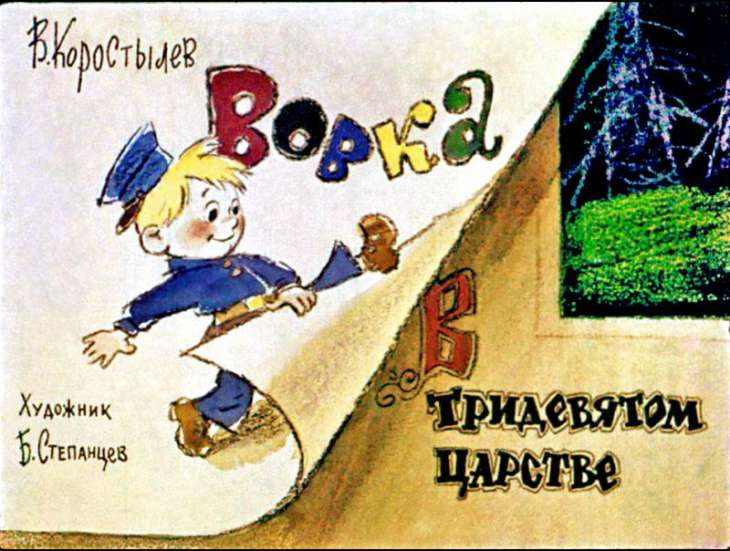 В. Коростылев
Вовка
в
тридевятом
царстве
Художник
Б. Степанцев